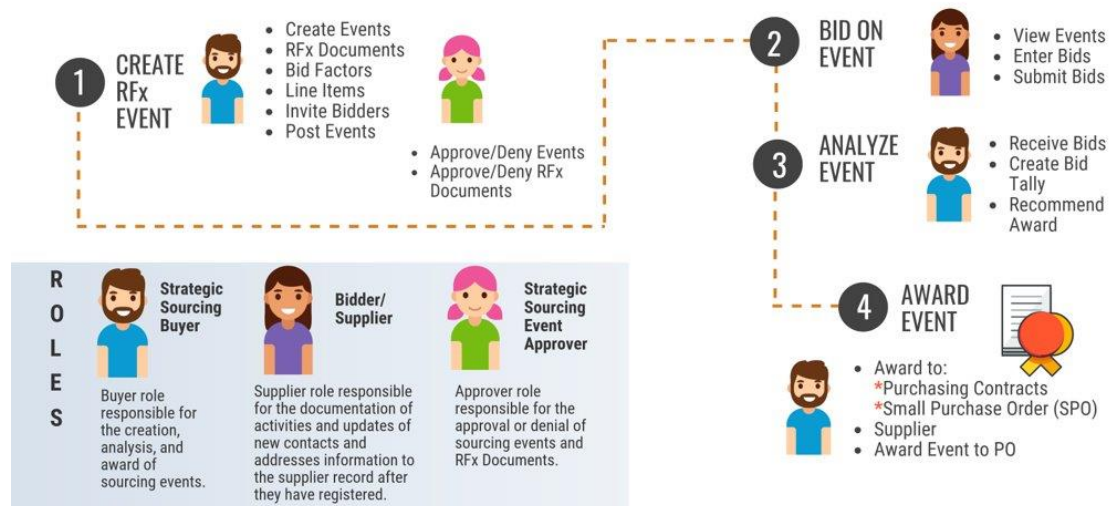 1
CREATE
RFx
EVENT
• Create Events
• RFx Documents
• Bid Factors
• Line Items
• Invite Bidders
• Post Events
• Approve/Deny Events
• Approve/Deny RFx
Documents
2
BID ON
EVENT
• View Events
• Enter Bids
• Submit Bids
3
ANALYZE
EVENT
• Receive Bids
• Create Bid
Tally
• Recommend
Award
4
AWARD
EVENT
• Award to:
*Purchasing Contracts
*Small Purchase Order (SPO)
• Supplier
• Award Event to PO
ROLES
Strategic
Sourcing
Buyer
Buyer role
responsible for
the creation,
analysis, and
award of
sourcing events.
Bidder/
Supplier
Supplier role responsible
for the documentation of
activities and updates of
new contacts and
addresses information to
the supplier record after
they have registered.
Strategic
Sourcing
Event
Approver
Approver role
responsible for the
approval or denial of
sourcing events and
RFx Documents.